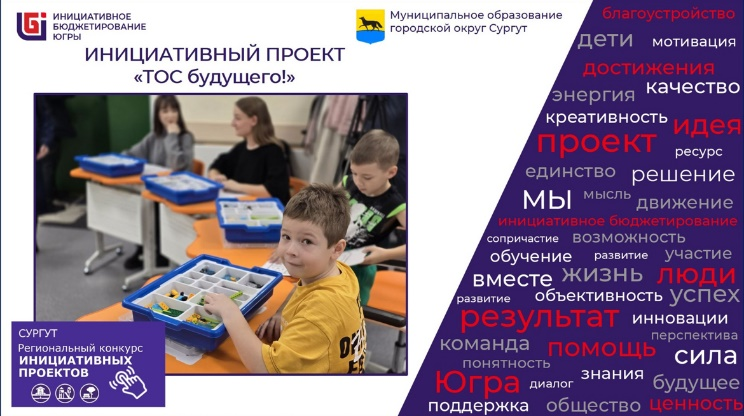 ИНИЦИАТИВНОЕ
БЮДЖЕТИРОВАНИЕ
ЮГРЫ
Муниципальное образование
городской округ Сургут
ИНИЦИАТИВНЫЙ ПРОЕКТ
«ТОС будущего!»
СУРГУТ
Региональный конкурс
ИНИЦИАТИВНЫХ
ПРОЕКТОВ
благоустройство
дети мотивация
достижения
энергия качество
креативность идея
проект ресурс
единство решение
мы мысль движение
инициативное бюджетирование
сопричастие возможность
обучение развитие участие
вместе жизнь люди
развитие объективность успех
результат инновации
команда помощь перспектива
понятность сила
Югра диалог знания будущее
поддержка общество ценность